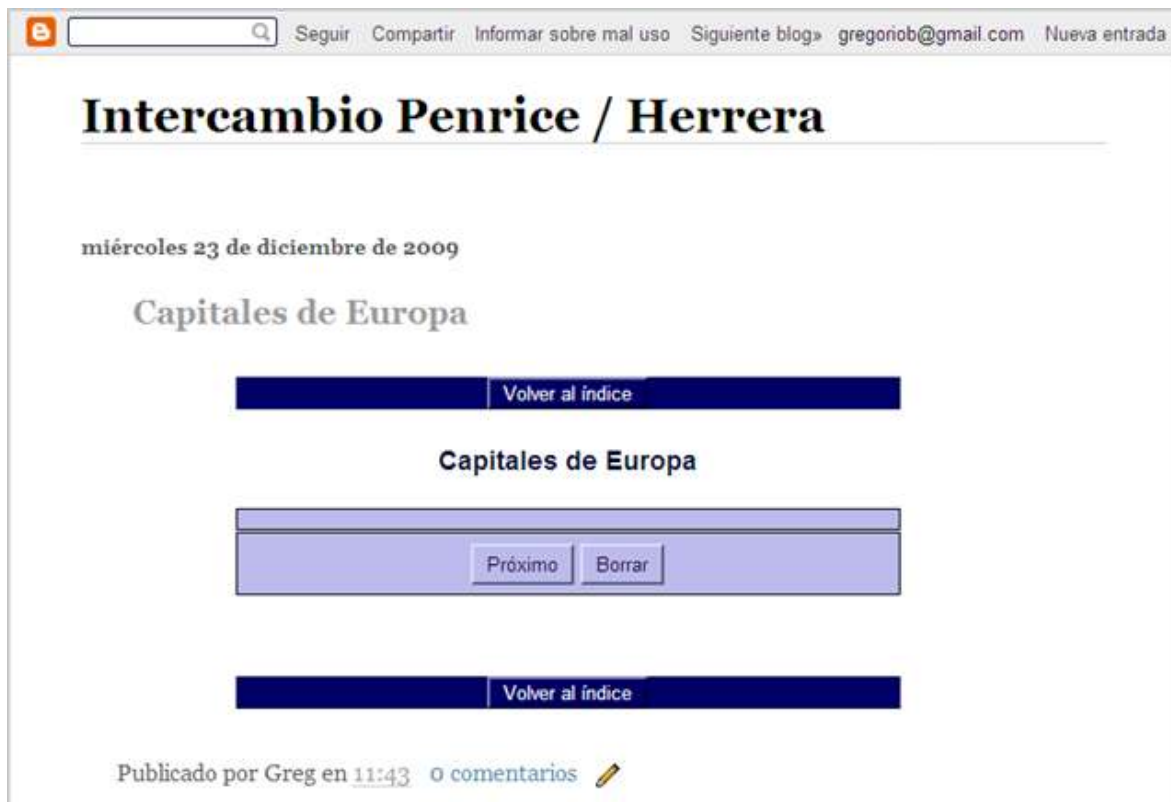 Seguir Compartir Informar sobre mal uso Siguiente blog» gregoriob@gmail.com Nueva entrada
Intercambio Penrice / Herrera
miércoles 23 de diciembre de 2009
Capitales de Europa
Volver al índice
Capitales de Europa
Próximo Borrar
Volver al índice
Publicado por Greg en 11:43 0 comentarios